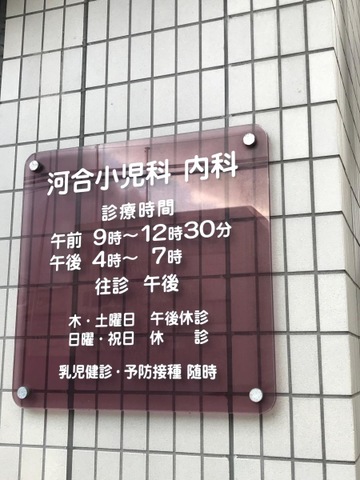 河合小児科 内科
診療時間
午前 9時〜12時30分
午後 4時〜 7時
往診 午後
木・土曜日 午後休診
日曜・祝日 休 診
乳児健診・予防接種 随時